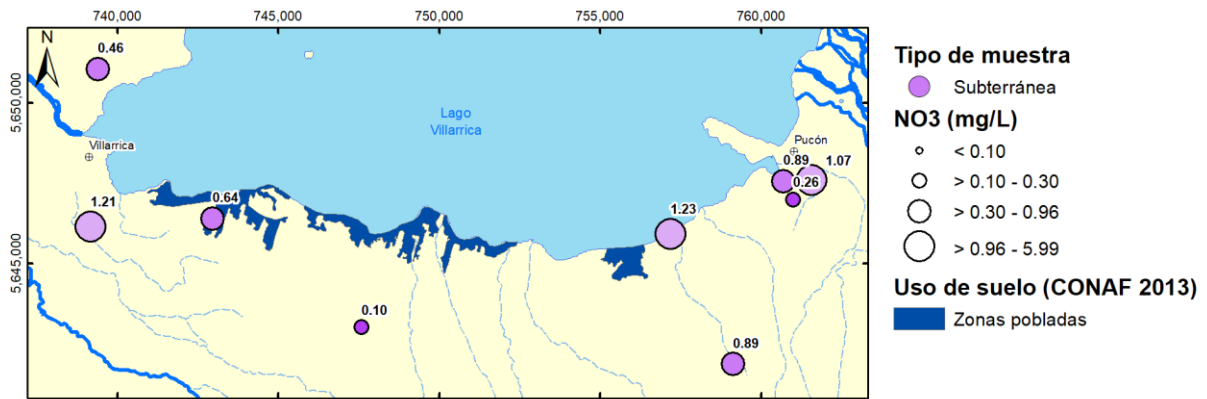 740,000
745,000
750,000
755,000
760,000
N
5,650,000
5,645,000
0.46
Lago
Villarrica
Villarrica
Pucón
0.89
1.07
0.26
1.21
0.64
1.23
0.10
0.89
Tipo de muestra
Subterránea
NO3 (mg/L)
< 0.10
> 0.10 - 0.30
> 0.30 - 0.96
> 0.96 - 5.99
Uso de suelo (CONAF 2013)
Zonas pobladas